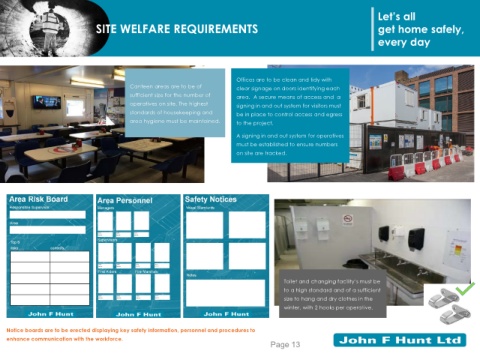 SITE WELFARE REQUIREMENTS
Let's all
get home safely,
every day
Canteen areas are to be of
sufficient size for the number of
operatives on site. The highest
standards of housekeeping and
area hygiene must be maintained.
Offices are to be clean and tidy with
clear signage on doors identifying each
area. A secure means of access and a
signing in and out system for visitors must
be in place to control access and egress
to the project.
A signing in and out system for operatives
must be established to ensure numbers
on site are tracked.
Area Risk Board
Responsible Supervisor
Area
John F Hunt
Area Personnel
Managers
Supervisors
First Aiders
Fire Marshals
John F Hunt
Safety Notices
Notes
John F Hunt
Toilet and changing facility's must be
to a high standard and of a sufficient
size to hang and dry clothes in the
winter, with 2 hooks per operative.
Notice boards are to be erected displaying key safety information, personnel and procedures to
enhance communication with the workforce.
Page 13
John F Hunt Ltd